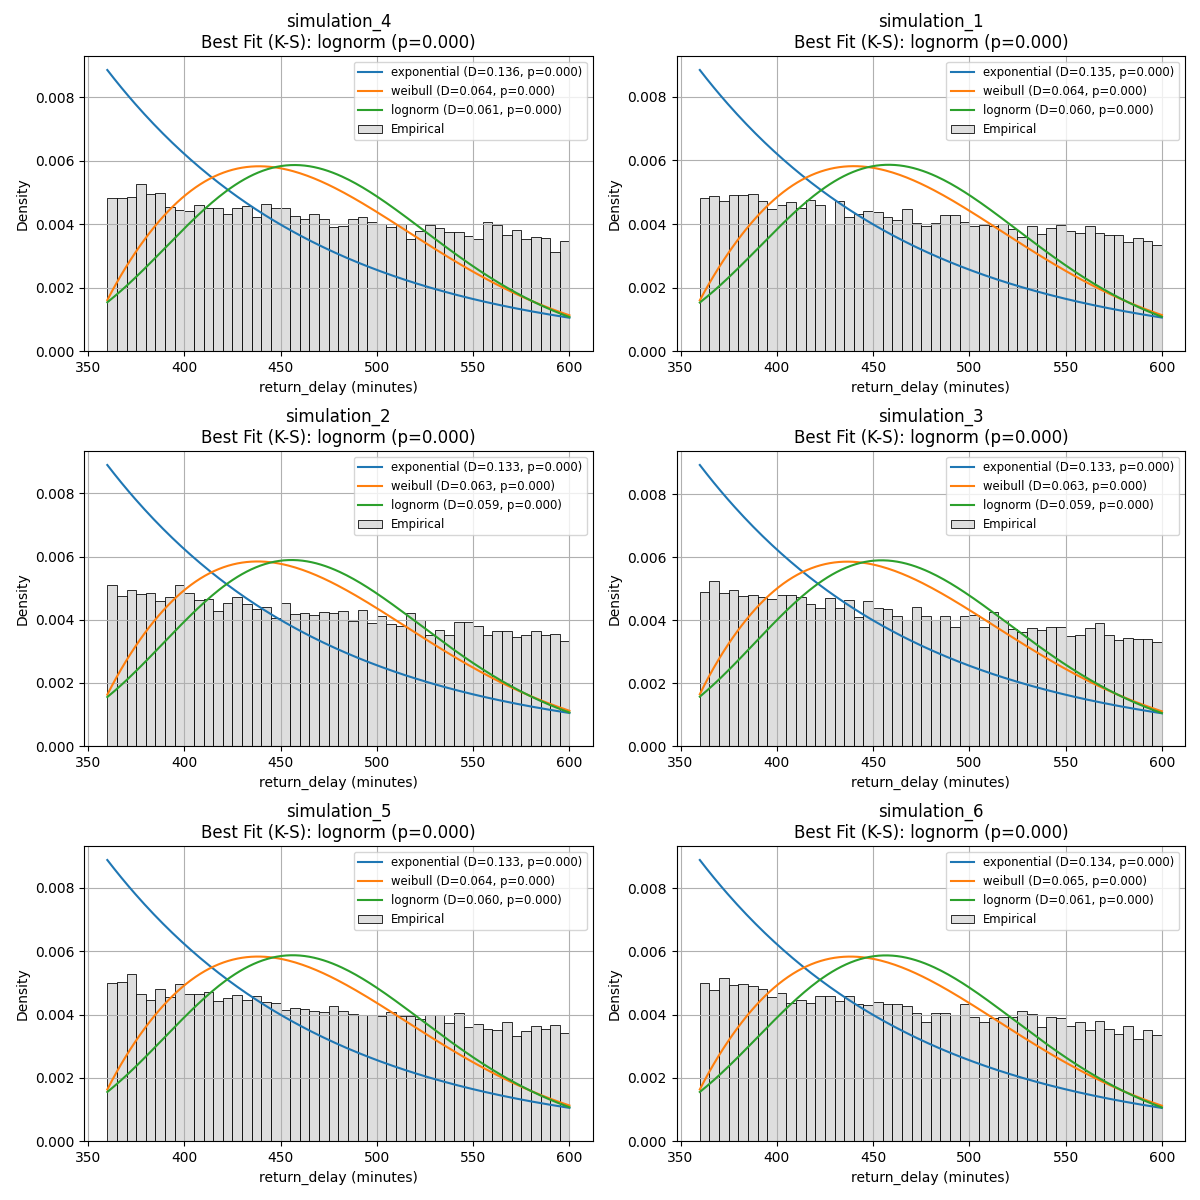 simulation_4
Best Fit (K-S): lognorm (p=0.000)
exponential (D=0.136, p=0.000)
weibull (D=0.064, p=0.000)
lognorm (D=0.061, p=0.000)
Empirical
0.008
0.006
0.004
0.002
0.000
Density
350 400 450 500 550 600
return_delay (minutes)
simulation_1
Best Fit (K-S): lognorm (p=0.000)
exponential (D=0.135, p=0.000)
weibull (D=0.064, p=0.000)
lognorm (D=0.060, p=0.000)
Empirical
0.008
0.006
0.004
0.002
0.000
Density
350 400 450 500 550 600
return_delay (minutes)
simulation_2
Best Fit (K-S): lognorm (p=0.000)
exponential (D=0.133, p=0.000)
weibull (D=0.063, p=0.000)
lognorm (D=0.059, p=0.000)
Empirical
0.008
0.006
0.004
0.002
0.000
Density
350 400 450 500 550 600
return_delay (minutes)
simulation_3
Best Fit (K-S): lognorm (p=0.000)
exponential (D=0.133, p=0.000)
weibull (D=0.063, p=0.000)
lognorm (D=0.059, p=0.000)
Empirical
0.008
0.006
0.004
0.002
0.000
Density
350 400 450 500 550 600
return_delay (minutes)
simulation_5
Best Fit (K-S): lognorm (p=0.000)
exponential (D=0.133, p=0.000)
weibull (D=0.064, p=0.000)
lognorm (D=0.060, p=0.000)
Empirical
0.008
0.006
0.004
0.002
0.000
Density
350 400 450 500 550 600
return_delay (minutes)
simulation_6
Best Fit (K-S): lognorm (p=0.000)
exponential (D=0.134, p=0.000)
weibull (D=0.065, p=0.000)
lognorm (D=0.061, p=0.000)
Empirical
0.008
0.006
0.004
0.002
0.000
Density
350 400 450 500 550 600
return_delay (minutes)